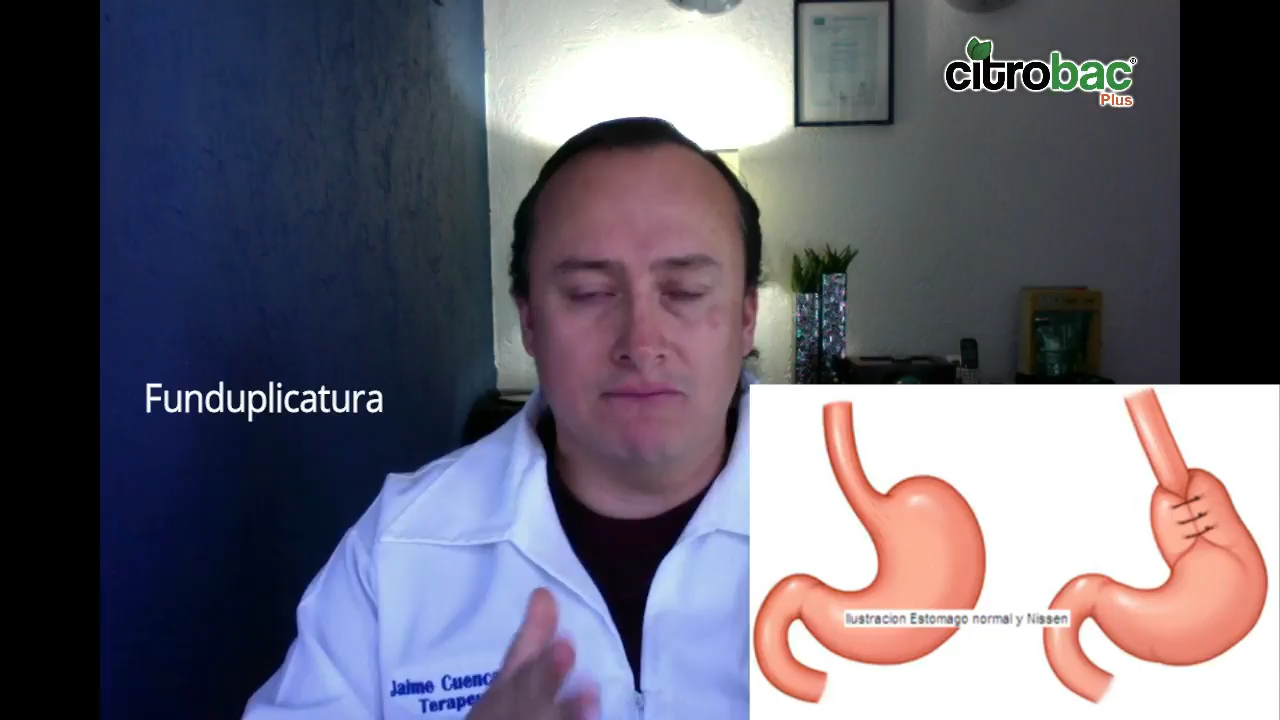 citrobac®
Plus
Funduplicatura
Ilustracion Estomago normal y Nissen
Jaime Cuenca